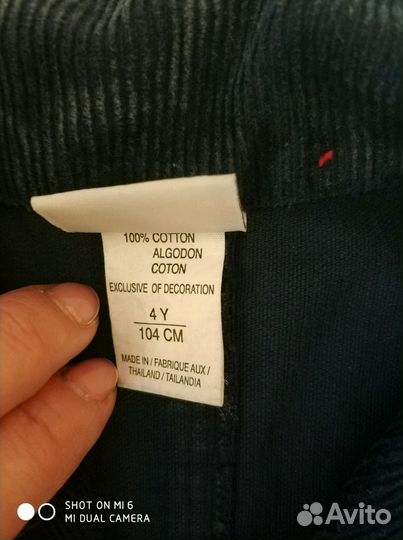 100% COTTON
ALGODON
COTON
EXCLUSIVE OF DECORATION
4 Y
104 CM
MADE IN / FABRIQUE AUX /
THAILAND / TAILANDIA
SHOT ON MI 6
MI DUAL CAMERA
Avito